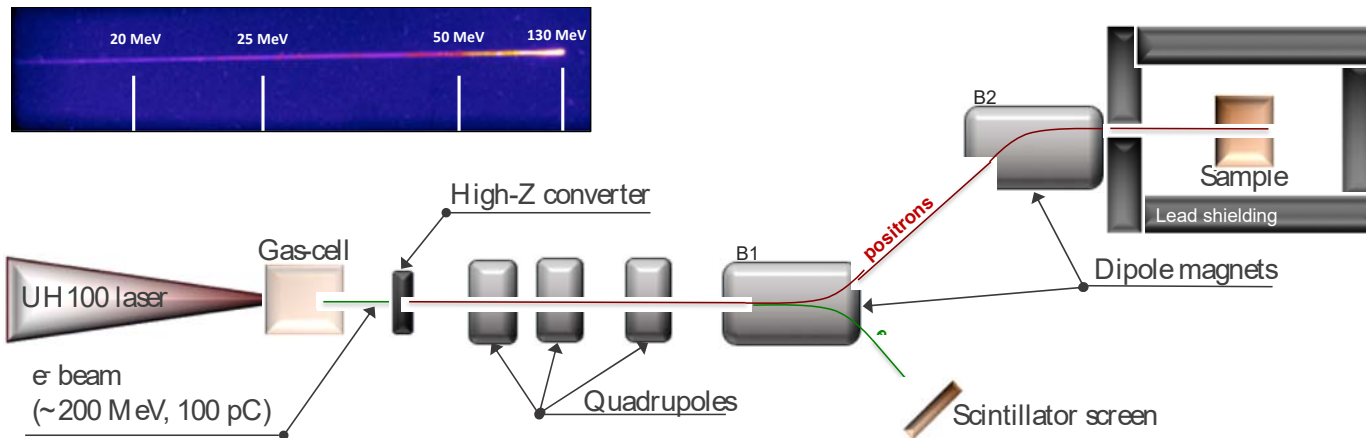 20 MeV 25 MeV 50 MeV 130 MeV
B2
High-Z converter
Sample
Lead shielding
positrons
Gas-cell
B1
Dipole magnets
UH100 laser
e- beam
(~200 MeV, 100 pC)
Quadrupoles
Scintillator screen